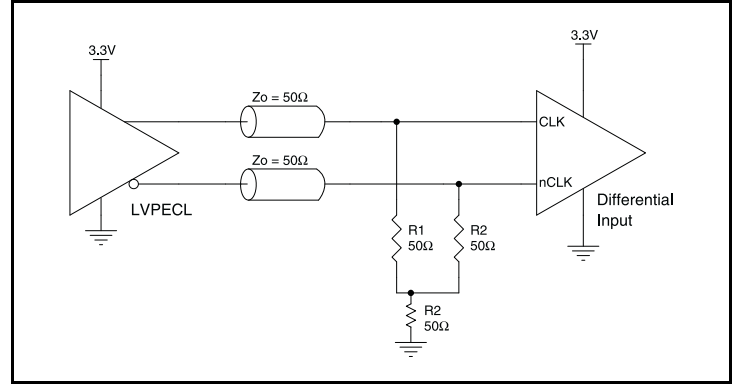 3.3V
3.3V
Zo = 50Ω
CLK
Zo = 50Ω
nCLK
LVPECL
Differential
Input
R1
50Ω
R2
50Ω
R2
50Ω